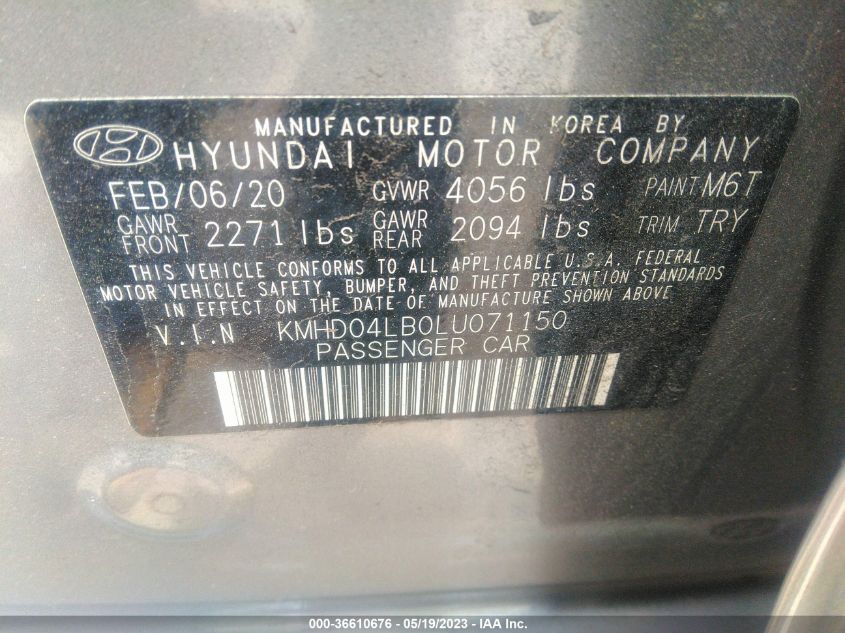 MANUFACTURED IN KOREA BY
HYUNDAI MOTOR COMPANY
FEB/06/20 GVWR 4056 lbs PAINT M6T
GAWR FRONT 2271 lbs GAWR REAR 2094 lbs TRIM TRY
THIS VEHICLE CONFORMS TO ALL APPLICABLE U.S.A. FEDERAL
MOTOR VEHICLE SAFETY, BUMPER, AND THEFT PREVENTION STANDARDS
IN EFFECT ON THE DATE OF MANUFACTURE SHOWN ABOVE
V.I.N KMHD04LB0LU071150
PASSENGER CAR
000-36610676 - 05/19/2023 - IAA Inc.